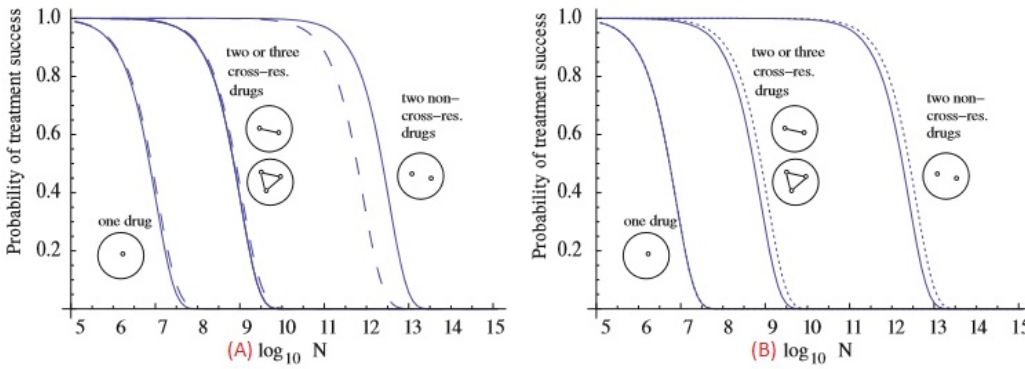 Probability of treatment success
1.0
0.8
0.6
0.4
0.2
two or three
cross-res.
drugs
two non-
cross-res.
drugs
one drug
5 6 7 8 9 10 11 12 13 14 15
(A) log10 N
Probability of treatment success
1.0
0.8
0.6
0.4
0.2
two or three
cross-res.
drugs
two non-
cross-res.
drugs
one drug
5 6 7 8 9 10 11 12 13 14 15
(B) log10 N